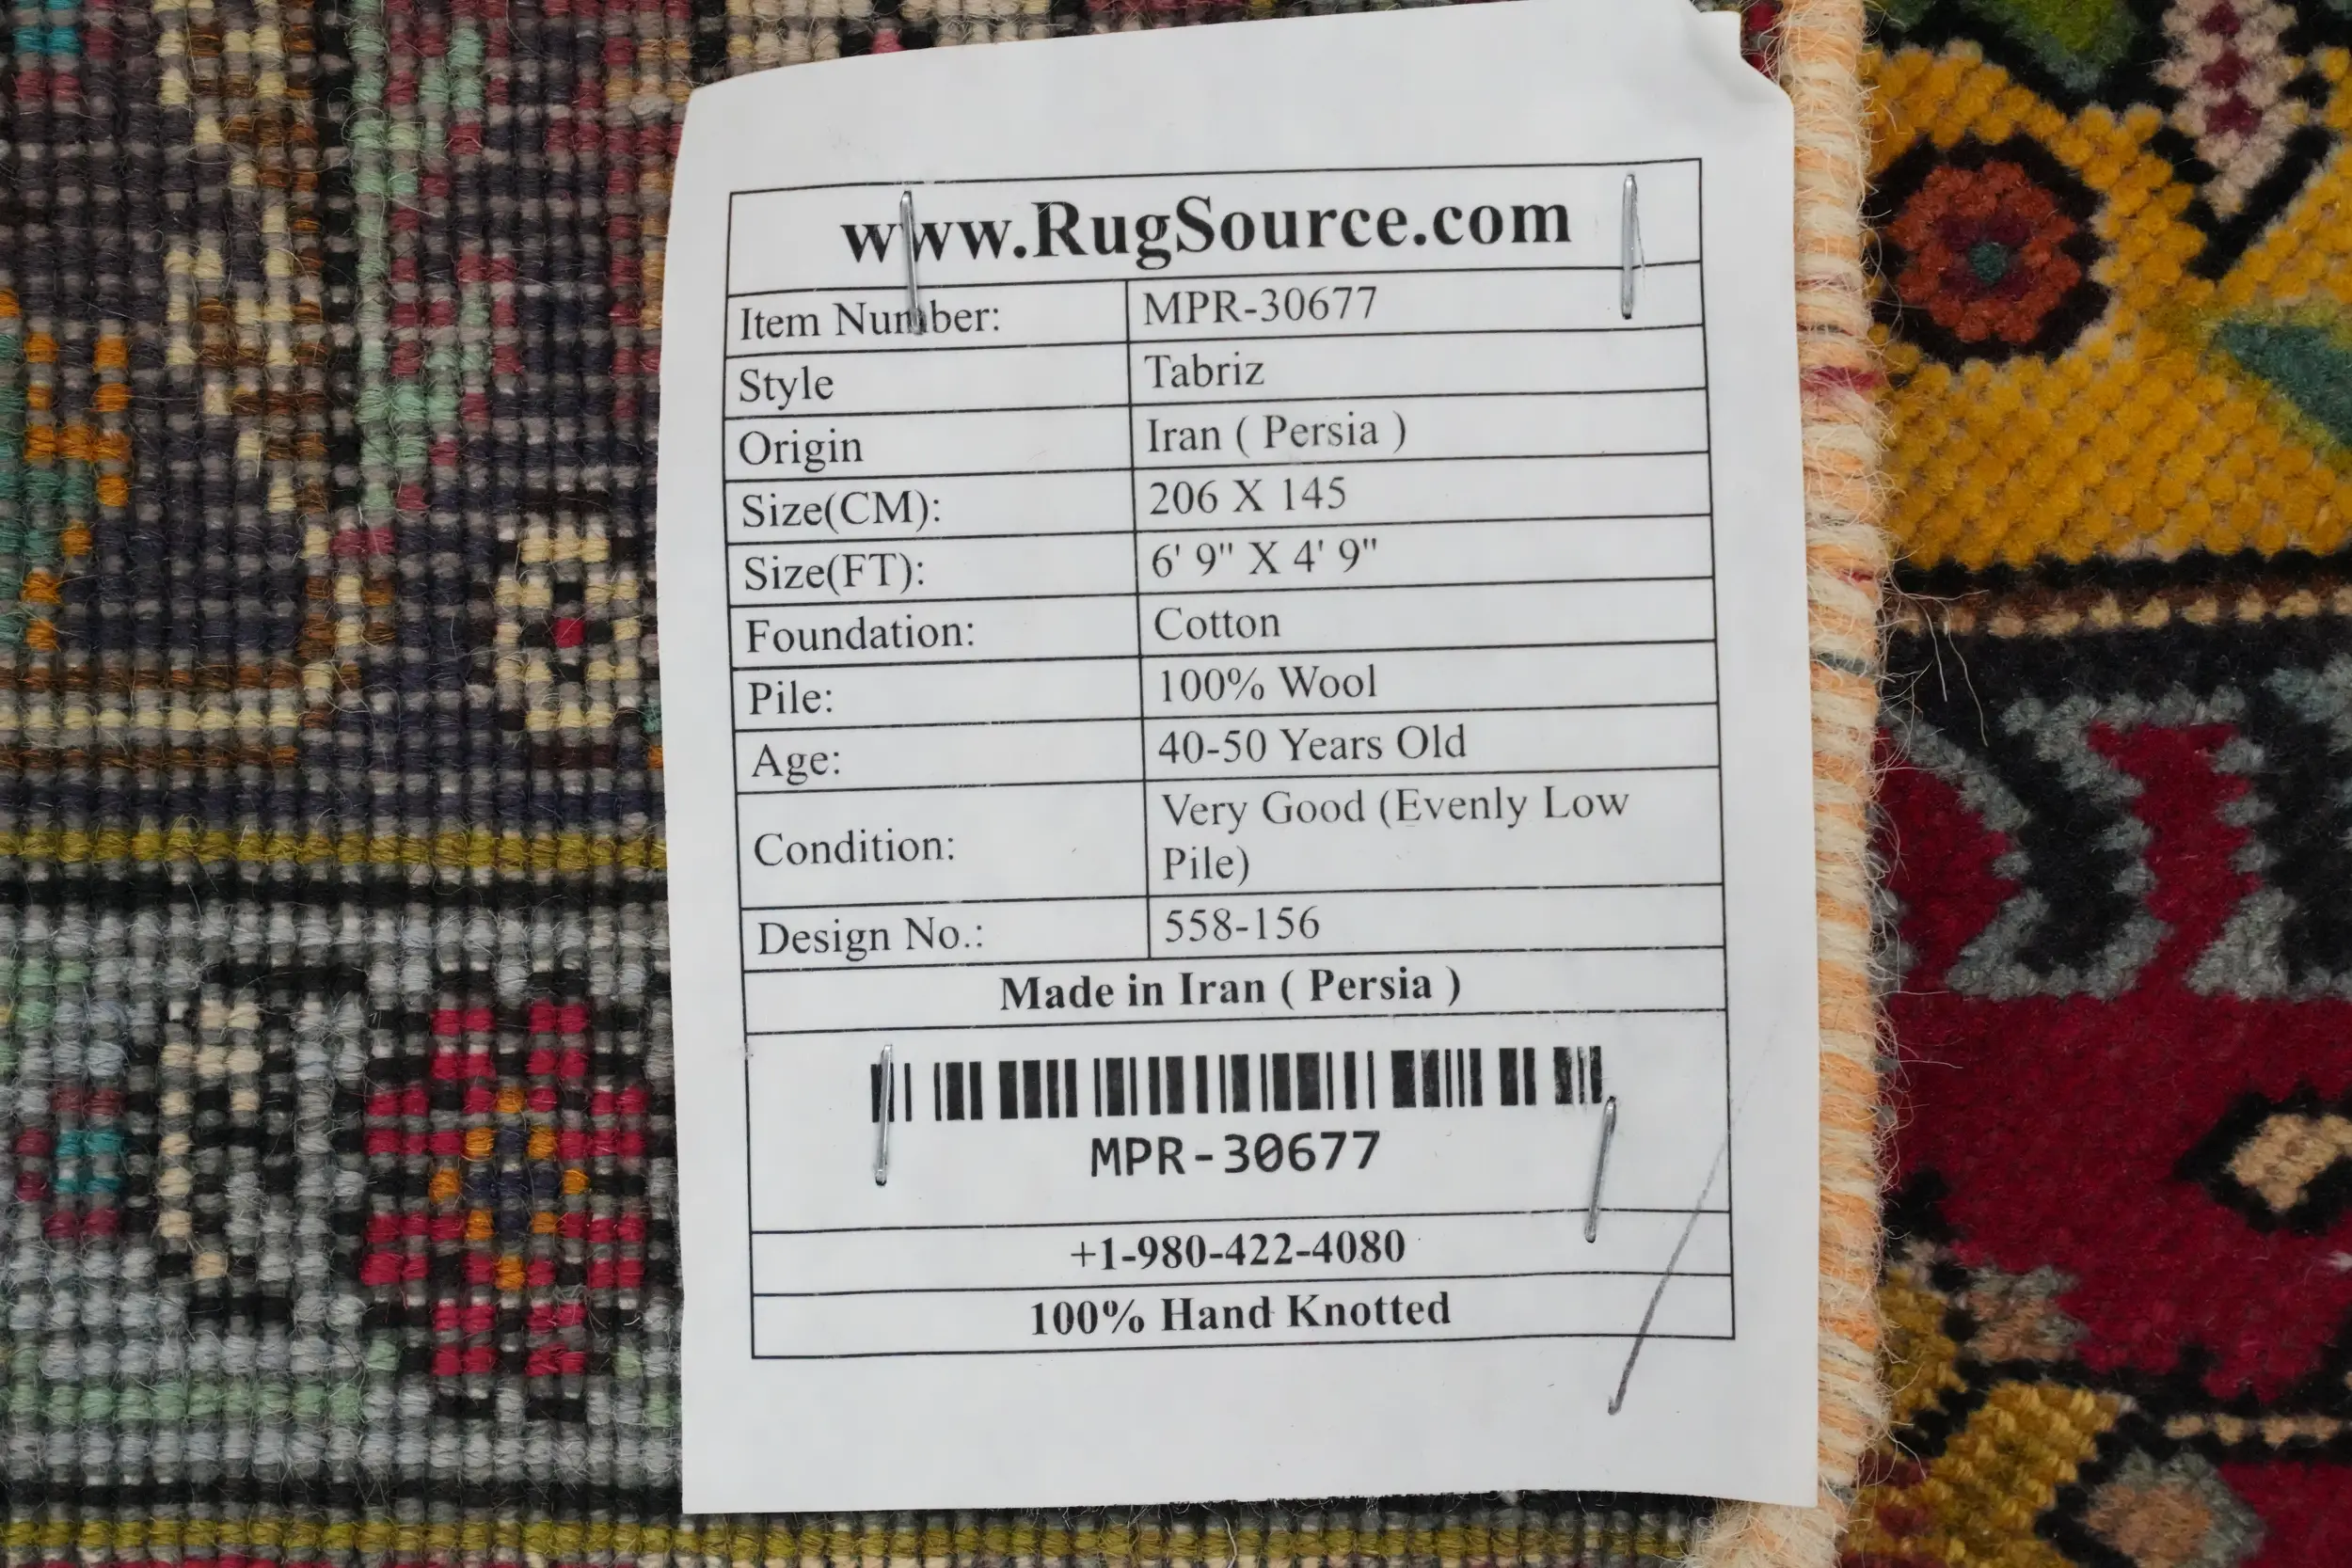 www.RugSource.com
Item Number: MPR-30677
Style Tabriz
Origin Iran ( Persia )
Size(CM): 206 X 145
Size(FT): 6' 9" X 4' 9"
Foundation: Cotton
Pile: 100% Wool
Age: 40-50 Years Old
Condition: Very Good (Evenly Low
Pile)
Design No.: 558-156
Made in Iran ( Persia )
MPR-30677
+1-980-422-4080
100% Hand Knotted